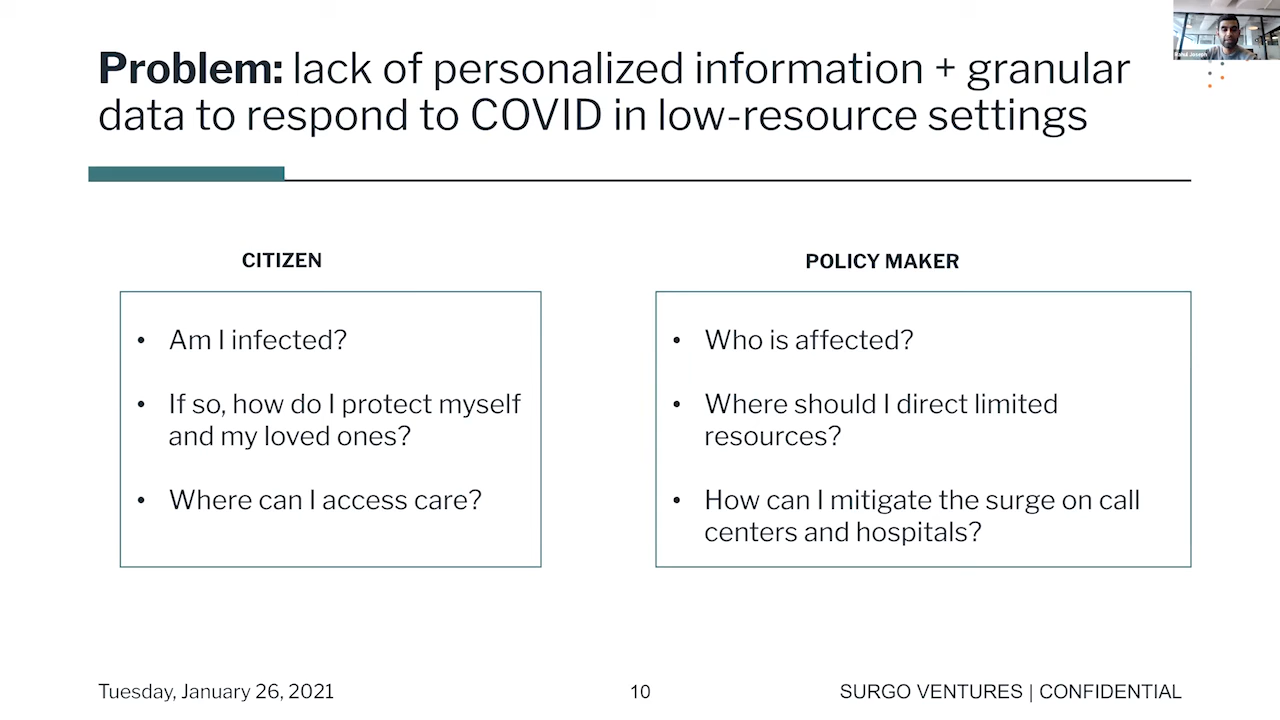 Problem: lack of personalized information + granular
data to respond to COVID in low-resource settings
CITIZEN
• Am I infected?
• If so, how do I protect myself
and my loved ones?
• Where can I access care?
POLICY MAKER
• Who is affected?
• Where should I direct limited
resources?
• How can I mitigate the surge on call
centers and hospitals?
Tuesday, January 26, 2021
10
SURGO VENTURES | CONFIDENTIAL